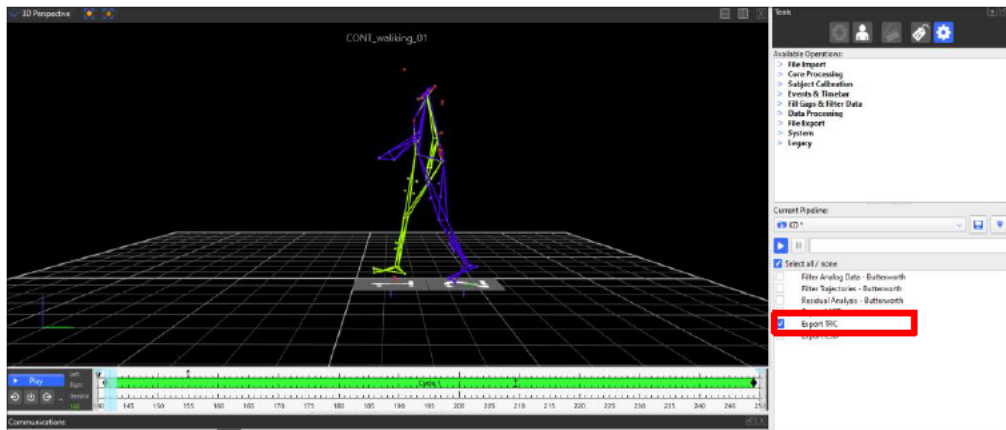 3D Perspective
CONT_waliking_01
Tools
Available Operations:
> File Import
> Core Processing
> Subject Calibration
> Events & Timebar
> Fill Gaps & Filter Data
> Data Processing
> File Export
> System
> Legacy
Current Pipeline:
KD *
Select all / none
Filter Analog Data - Butterworth
Filter Trajectories - Butterworth
Residual Analysis - Butterworth
Export TRC
Play
Left
Right
General
Cycle 1
145 150 155 160 165 170 175 180 185 190 195 200 205 210 215 220 225 230 235 240 245
Communications